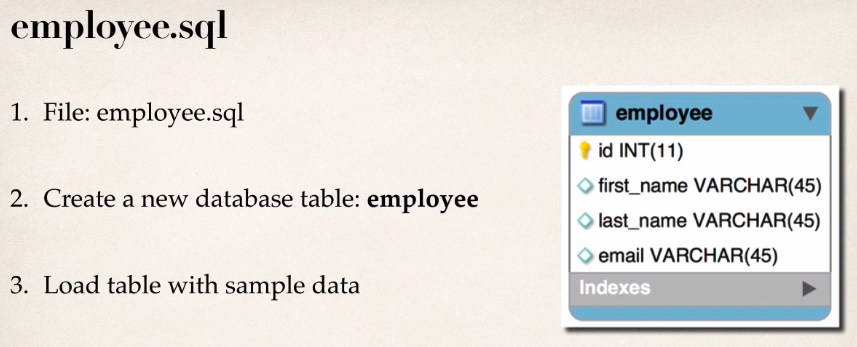 employee.sql
1. File: employee.sql
2. Create a new database table: employee
3. Load table with sample data
employee
id INT(11)
first_name VARCHAR(45)
last_name VARCHAR(45)
email VARCHAR(45)
Indexes